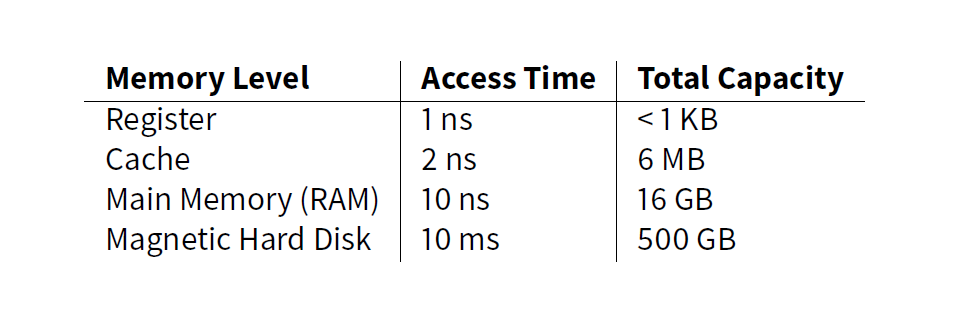 Memory Level Access Time Total Capacity
Register 1 ns < 1 KB
Cache 2 ns 6 MB
Main Memory (RAM) 10 ns 16 GB
Magnetic Hard Disk 10 ms 500 GB